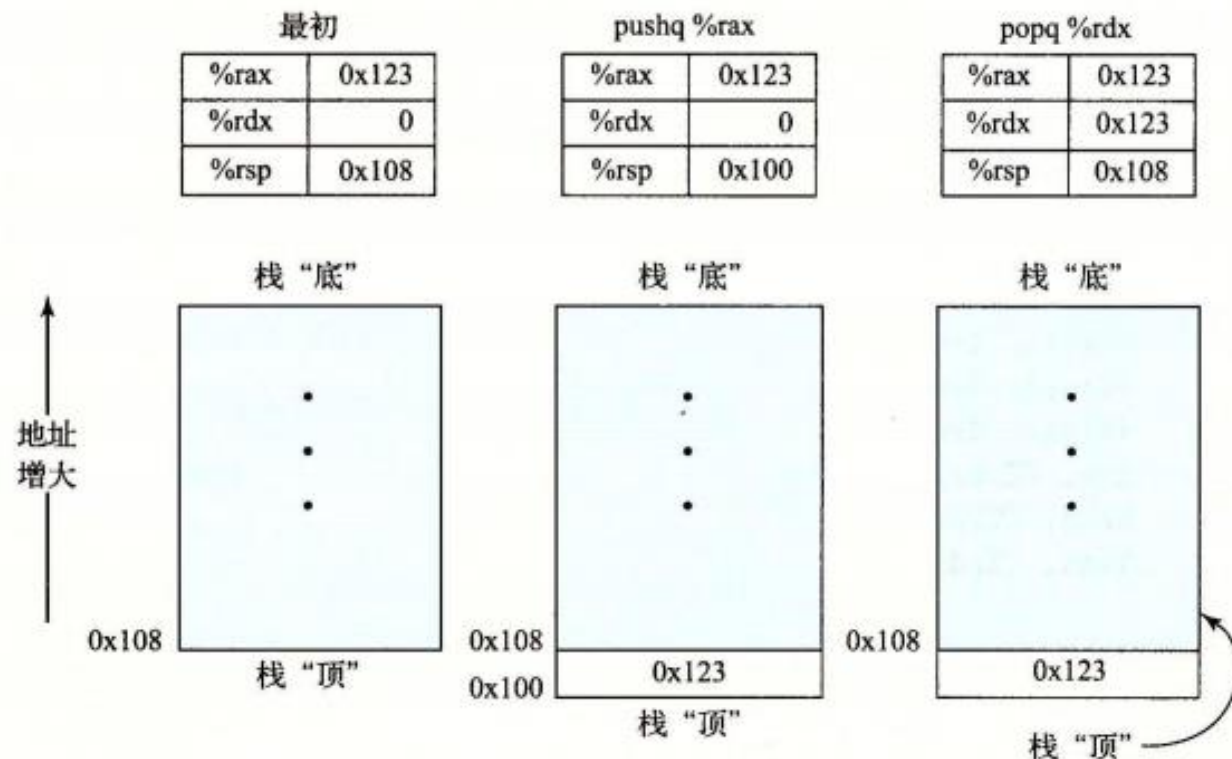 最初
%rax 0x123
%rdx 0
%rsp 0x108
pushq %rax
%rax 0x123
%rdx 0
%rsp 0x100
popq %rdx
%rax 0x123
%rdx 0x123
%rsp 0x108
地址
增大
栈“底”
0x108
栈“顶”
栈“底”
0x108
0x123
0x100
栈“顶”
栈“底”
0x108
0x123
栈“顶”